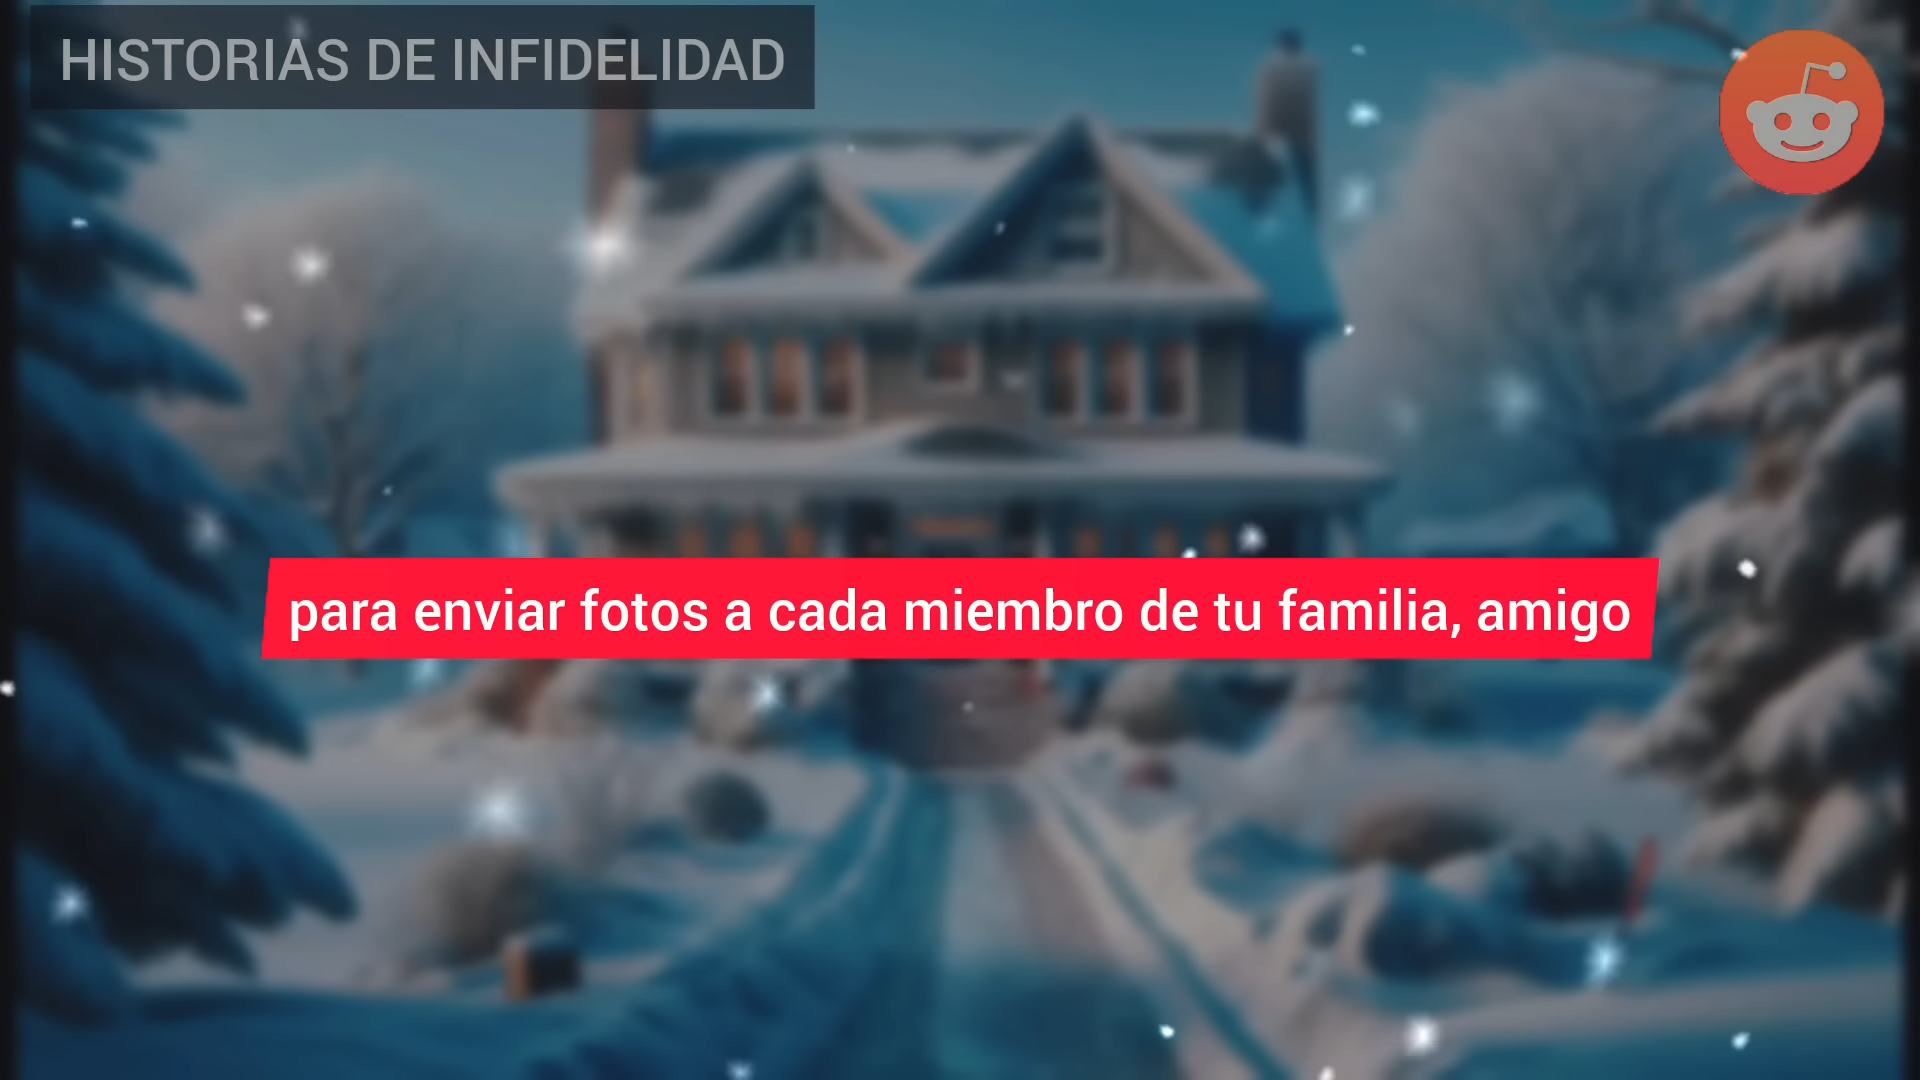 HISTORIAS DE INFIDELIDAD
para enviar fotos a cada miembro de tu familia, amigo